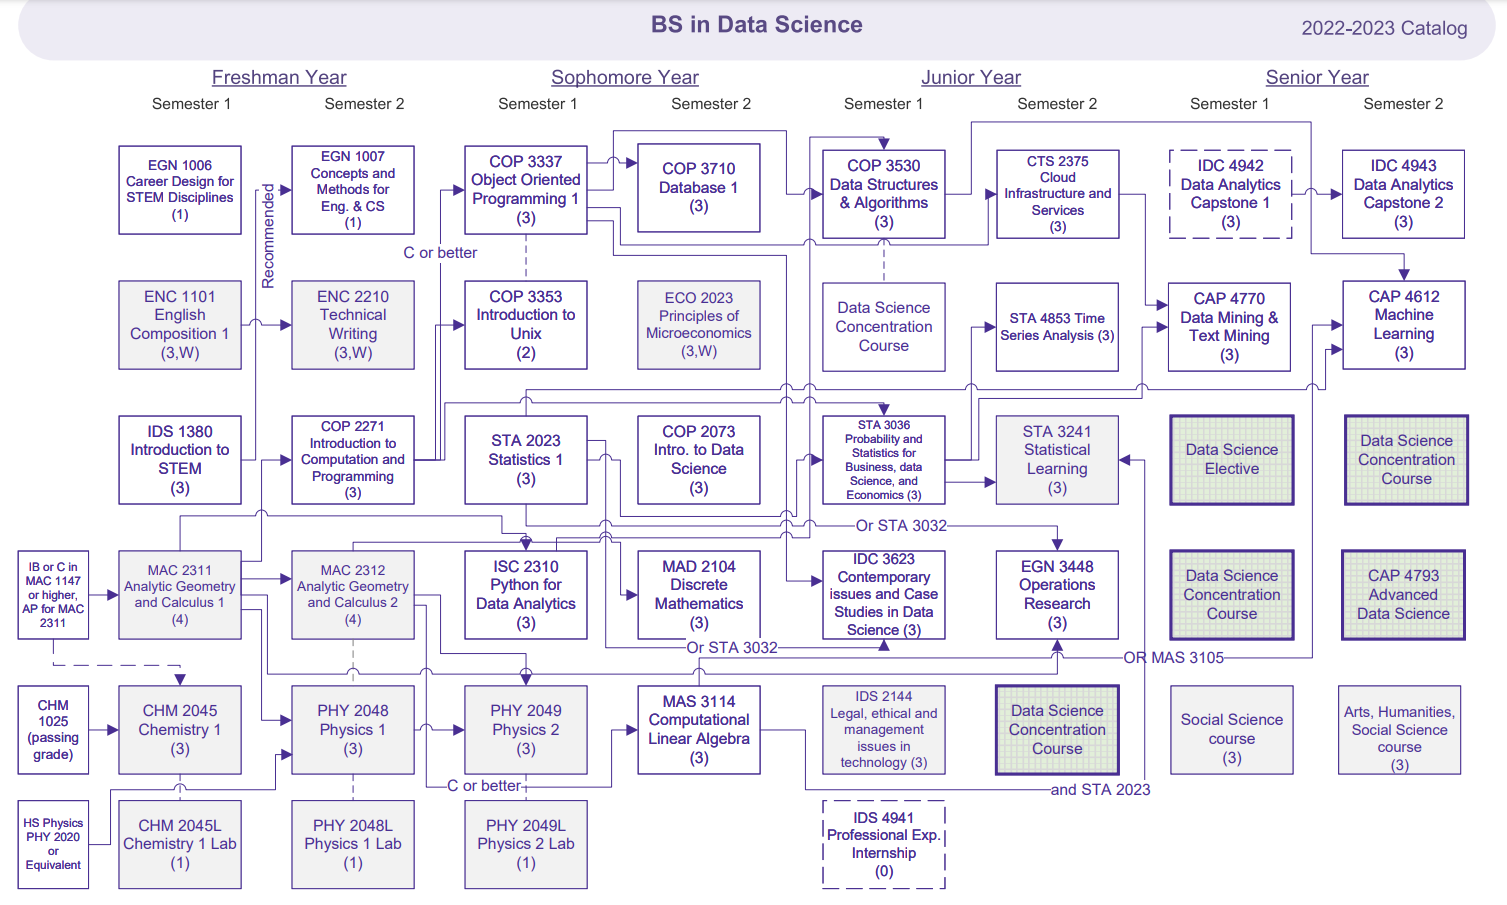 BS in Data Science
2022-2023 Catalog
Freshman Year
Sophomore Year
Junior Year
Senior Year
Semester 1
Semester 2
Semester 1
Semester 2
Semester 1
Semester 2
Semester 1
Semester 2
EGN 1006
Career Design for
STEM Disciplines
(1)
Recommended
EGN 1007
Concepts and
Methods for
Eng. & CS
(1)
C or better
COP 3337
Object Oriented
Programming 1
(3)
COP 3710
Database 1
(3)
COP 3530
Data Structures
& Algorithms
(3)
CTS 2375
Cloud
Infrastructure and
Services
(3)
IDC 4942
Data Analytics
Capstone 1
(3)
IDC 4943
Data Analytics
Capstone 2
(3)
ENC 1101
English
Composition 1
(3,W)
ENC 2210
Technical
Writing
(3,W)
COP 3353
Introduction to
Unix
(2)
ECO 2023
Principles of
Microeconomics
(3,W)
Data Science
Concentration
Course
STA 4853 Time
Series Analysis (3)
CAP 4770
Data Mining &
Text Mining
(3)
CAP 4612
Machine
Learning
(3)
IDS 1380
Introduction to
STEM
(3)
COP 2271
Introduction to
Computation and
Programming
(3)
STA 2023
Statistics 1
(3)
COP 2073
Intro. to Data
Science
(3)
STA 3036
Probability and
Statistics for
Business, data
Science, and
Economics (3)
STA 3241
Statistical
Learning
(3)
Data Science
Elective
Data Science
Concentration
Course
Or STA 3032
IB or C in
MAC 1147
or higher,
AP for MAC
2311
MAC 2311
Analytic Geometry
and Calculus 1
(4)
MAC 2312
Analytic Geometry
and Calculus 2
(4)
ISC 2310
Python for
Data Analytics
(3)
MAD 2104
Discrete
Mathematics
(3)
IDC 3623
Contemporary
issues and Case
Studies in Data
Science (3)
EGN 3448
Operations
Research
(3)
Data Science
Concentration
Course
CAP 4793
Advanced
Data Science
Or STA 3032
OR MAS 3105
CHM
1025
(passing
grade)
CHM 2045
Chemistry 1
(3)
PHY 2048
Physics 1
(3)
PHY 2049
Physics 2
(3)
MAS 3114
Computational
Linear Algebra
(3)
IDS 2144
Legal, ethical and
management
issues in
technology (3)
Data Science
Concentration
Course
Social Science
course
(3)
Arts, Humanities,
Social Science
course
(3)
C or better
and STA 2023
HS Physics
PHY 2020
or
Equivalent
CHM 2045L
Chemistry 1 Lab
(1)
PHY 2048L
Physics 1 Lab
(1)
PHY 2049L
Physics 2 Lab
(1)
IDS 4941
Professional Exp.
Internship
(0)